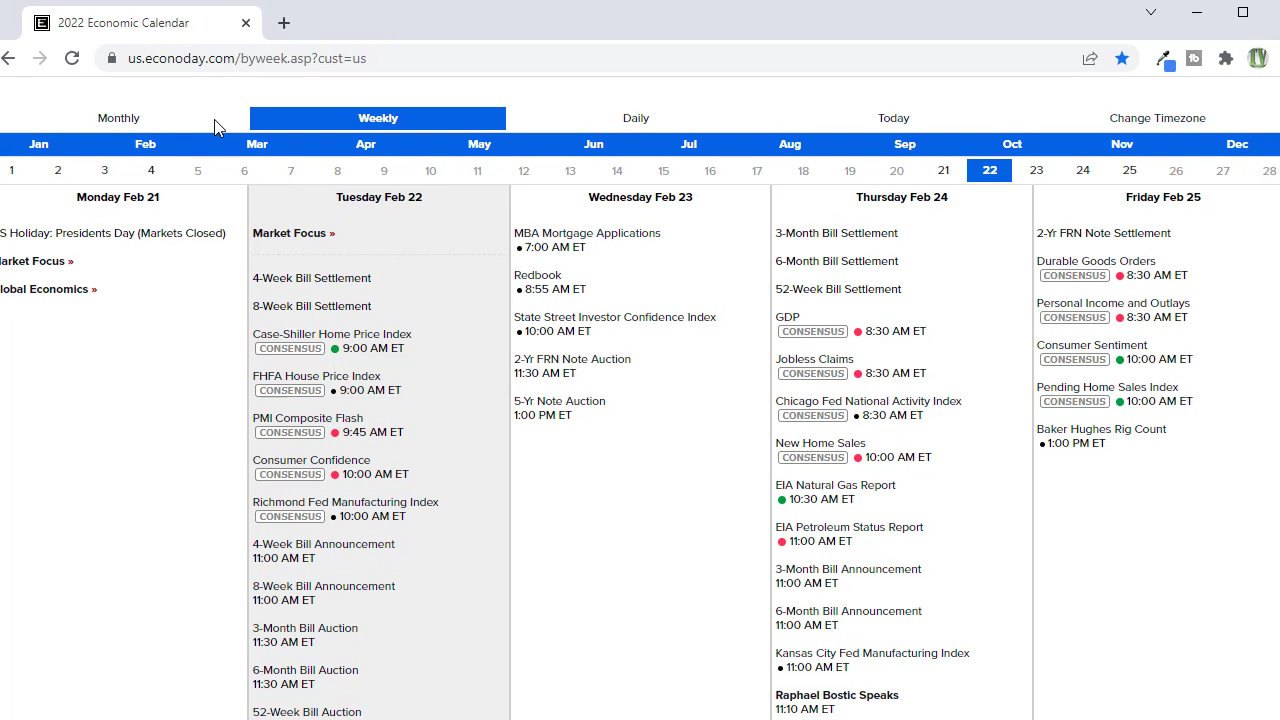 2022 Economic Calendar
us.econoday.com/byweek.asp?cust=us
Monthly Weekly Daily Today Change Timezone
Jan Feb Mar Apr May Jun Jul Aug Sep Oct Nov Dec
1 2 3 4 5 6 7 8 9 10 11 12 13 14 15 16 17 18 19 20 21 22 23 24 25 26 27 28
Monday Feb 21
S Holiday: Presidents Day (Markets Closed)
arket Focus »
lobal Economics »
Tuesday Feb 22
Market Focus »
4-Week Bill Settlement
8-Week Bill Settlement
Case-Shiller Home Price Index
CONSENSUS 9:00 AM ET
FHFA House Price Index
CONSENSUS 9:00 AM ET
PMI Composite Flash
CONSENSUS 9:45 AM ET
Consumer Confidence
CONSENSUS 10:00 AM ET
Richmond Fed Manufacturing Index
CONSENSUS 10:00 AM ET
4-Week Bill Announcement
11:00 AM ET
8-Week Bill Announcement
11:00 AM ET
3-Month Bill Auction
11:30 AM ET
6-Month Bill Auction
11:30 AM ET
52-Week Bill Auction
Wednesday Feb 23
MBA Mortgage Applications
7:00 AM ET
Redbook
8:55 AM ET
State Street Investor Confidence Index
10:00 AM ET
2-Yr FRN Note Auction
11:30 AM ET
5-Yr Note Auction
1:00 PM ET
Thursday Feb 24
3-Month Bill Settlement
6-Month Bill Settlement
52-Week Bill Settlement
GDP
CONSENSUS 8:30 AM ET
Jobless Claims
CONSENSUS 8:30 AM ET
Chicago Fed National Activity Index
CONSENSUS 8:30 AM ET
New Home Sales
CONSENSUS 10:00 AM ET
EIA Natural Gas Report
10:30 AM ET
EIA Petroleum Status Report
11:00 AM ET
3-Month Bill Announcement
11:00 AM ET
6-Month Bill Announcement
11:00 AM ET
Kansas City Fed Manufacturing Index
11:00 AM ET
Raphael Bostic Speaks
11:10 AM ET
Friday Feb 25
2-Yr FRN Note Settlement
Durable Goods Orders
CONSENSUS 8:30 AM ET
Personal Income and Outlays
CONSENSUS 8:30 AM ET
Consumer Sentiment
CONSENSUS 10:00 AM ET
Pending Home Sales Index
CONSENSUS 10:00 AM ET
Baker Hughes Rig Count
1:00 PM ET